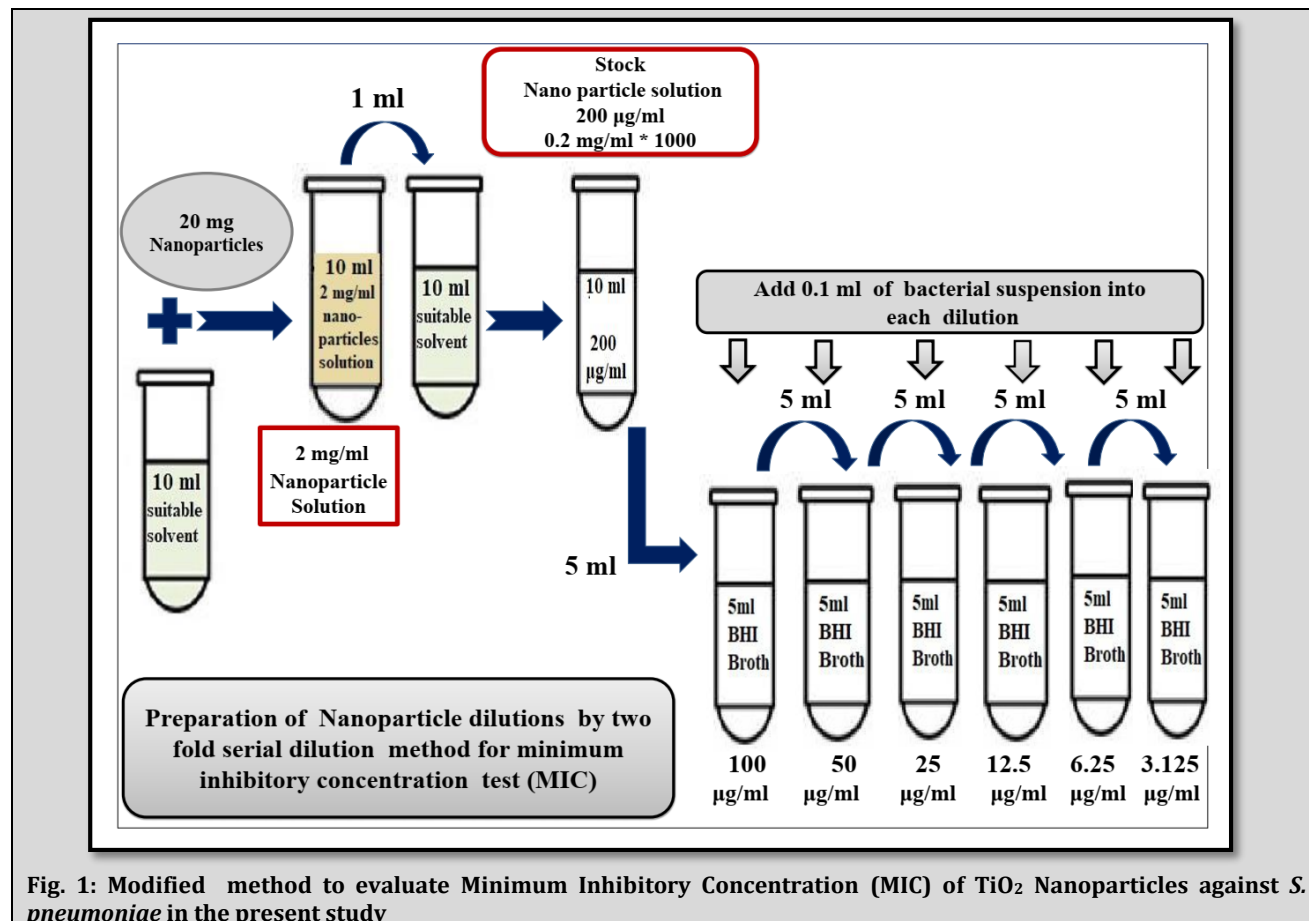 Stock
Nano particle solution
200 µg/ml
0.2 mg/ml * 1000
1 ml
20 mg
Nanoparticles
10 ml
2 mg/ml
nano-
particles
solution
10 ml
suitable
solvent
10 ml
200
µg/ml
10 ml
suitable
solvent
2 mg/ml
Nanoparticle
Solution
Add 0.1 ml of bacterial suspension into
each dilution
5 ml
5 ml
5 ml
5 ml
5 ml
5ml
BHI
Broth
5ml
BHI
Broth
5ml
BHI
Broth
5ml
BHI
Broth
5ml
BHI
Broth
5ml
BHI
Broth
100
µg/ml
50
µg/ml
25
µg/ml
12.5
µg/ml
6.25
µg/ml
3.125
µg/ml
Preparation of Nanoparticle dilutions by two
fold serial dilution method for minimum
inhibitory concentration test (MIC)
Fig. 1: Modified method to evaluate Minimum Inhibitory Concentration (MIC) of TiO₂ Nanoparticles against S.
pneumoniae in the present study